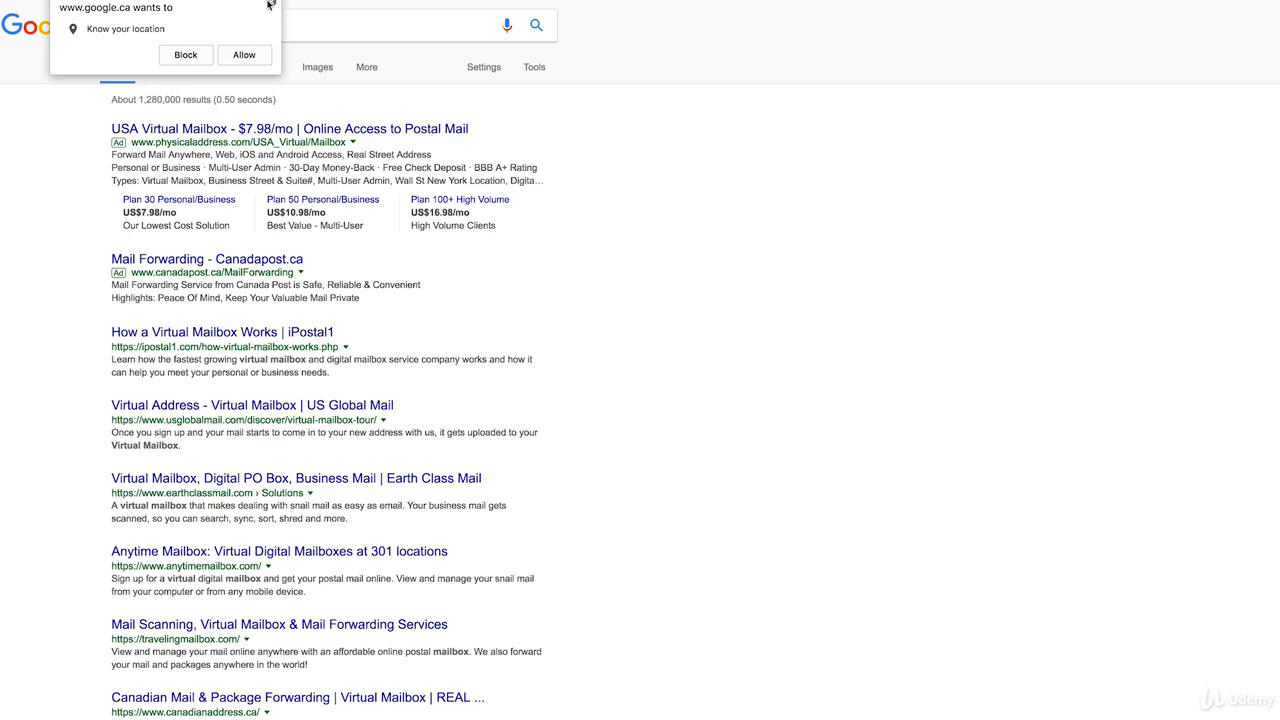 www.google.ca wants to
Know your location
Block Allow
Goo
Images More Settings Tools
About 1,280,000 results (0.50 seconds)
USA Virtual Mailbox - $7.98/mo | Online Access to Postal Mail
Ad www.physicaladdress.com/USA_Virtual/Mailbox
Forward Mail Anywhere, Web, iOS and Android Access, Real Street Address
Personal or Business · Multi-User Admin · 30-Day Money-Back · Free Check Deposit · BBB A+ Rating
Types: Virtual Mailbox, Business Street & Suite#, Multi-User Admin, Wall St New York Location, Digita...
Plan 30 Personal/Business Plan 50 Personal/Business Plan 100+ High Volume
US$7.98/mo US$10.98/mo US$16.98/mo
Our Lowest Cost Solution Best Value - Multi-User High Volume Clients
Mail Forwarding - Canadapost.ca
Ad www.canadapost.ca/MailForwarding
Mail Forwarding Service from Canada Post is Safe, Reliable & Convenient
Highlights: Peace Of Mind, Keep Your Valuable Mail Private
How a Virtual Mailbox Works | iPostal1
https://ipostal1.com/how-virtual-mailbox-works.php
Learn how the fastest growing virtual mailbox and digital mailbox service company works and how it
can help you meet your personal or business needs.
Virtual Address - Virtual Mailbox | US Global Mail
https://www.usglobalmail.com/discover/virtual-mailbox-tour/
Once you sign up and your mail starts to come in to your new address with us, it gets uploaded to your
Virtual Mailbox.
Virtual Mailbox, Digital PO Box, Business Mail | Earth Class Mail
https://www.earthclassmail.com › Solutions
A virtual mailbox that makes dealing with snail mail as easy as email. Your business mail gets
scanned, so you can search, sync, sort, shred and more.
Anytime Mailbox: Virtual Digital Mailboxes at 301 locations
https://www.anytimemailbox.com/
Sign up for a virtual digital mailbox and get your postal mail online. View and manage your snail mail
from your computer or from any mobile device.
Mail Scanning, Virtual Mailbox & Mail Forwarding Services
https://travelingmailbox.com/
View and manage your mail online anywhere with an affordable online postal mailbox. We also forward
your mail and packages anywhere in the world!
Canadian Mail & Package Forwarding | Virtual Mailbox | REAL ...
https://www.canadianaddress.ca/
Udemy